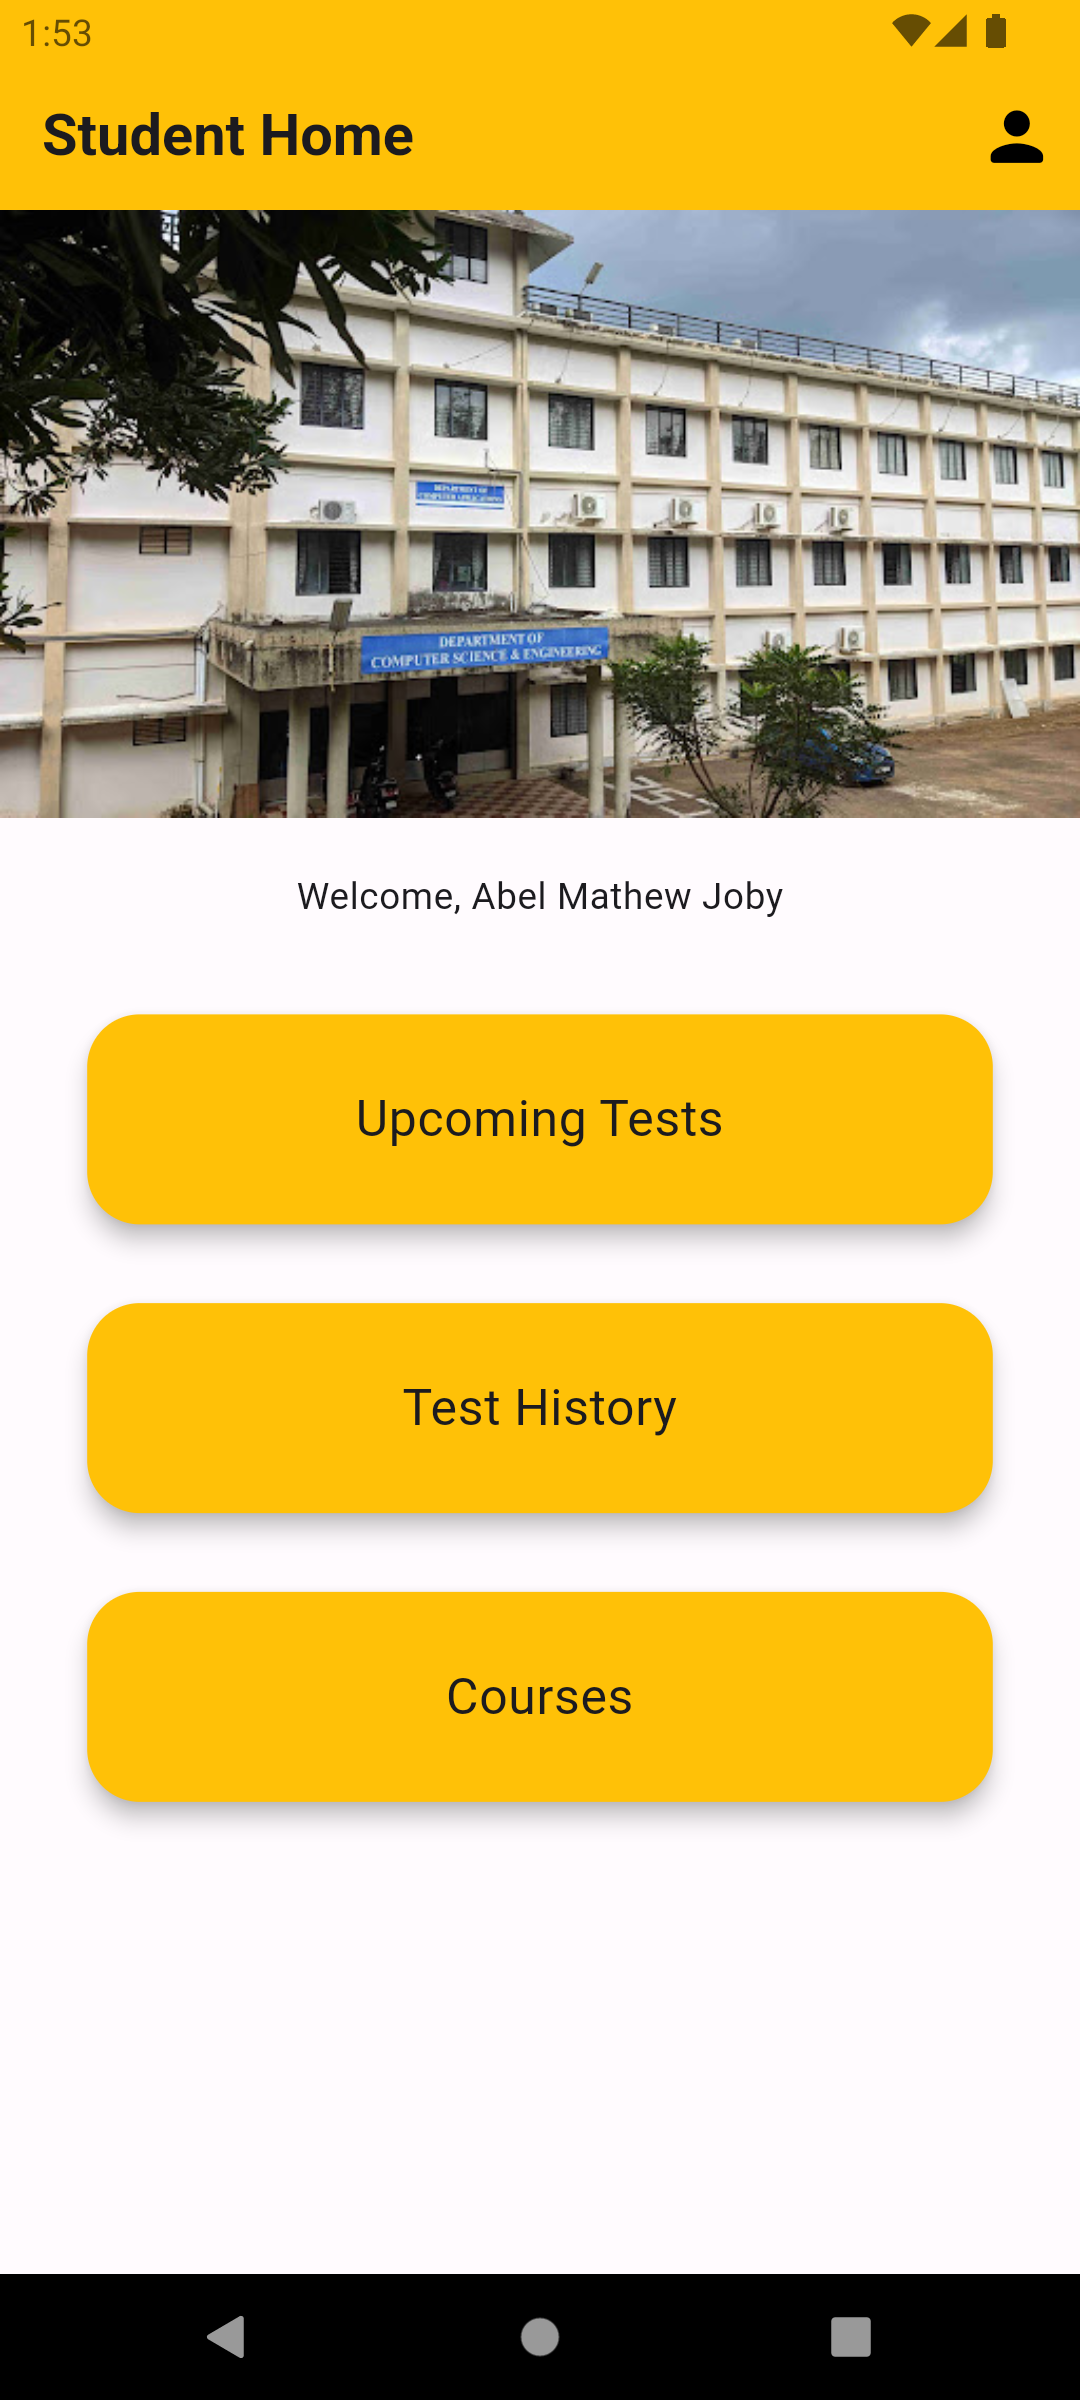 1:53
Student Home
DEPARTMENT OF
COMPUTER APPLICATIONS
DEPARTMENT OF
COMPUTER SCIENCE & ENGINEERING
Welcome, Abel Mathew Joby
Upcoming Tests
Test History
Courses